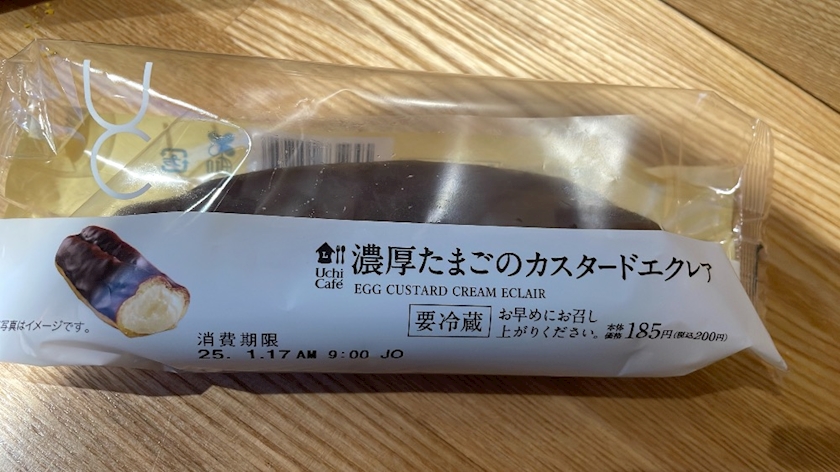 UC
Uchi
Café
濃厚たまごのカスタードエクレア
EGG CUSTARD CREAM ECLAIR
要冷蔵
お早めにお召し
上がりください。
本体
価格 185円(税込200円)
写真はイメージです。
消費期限
25. 1.17 AM 9:00 JO